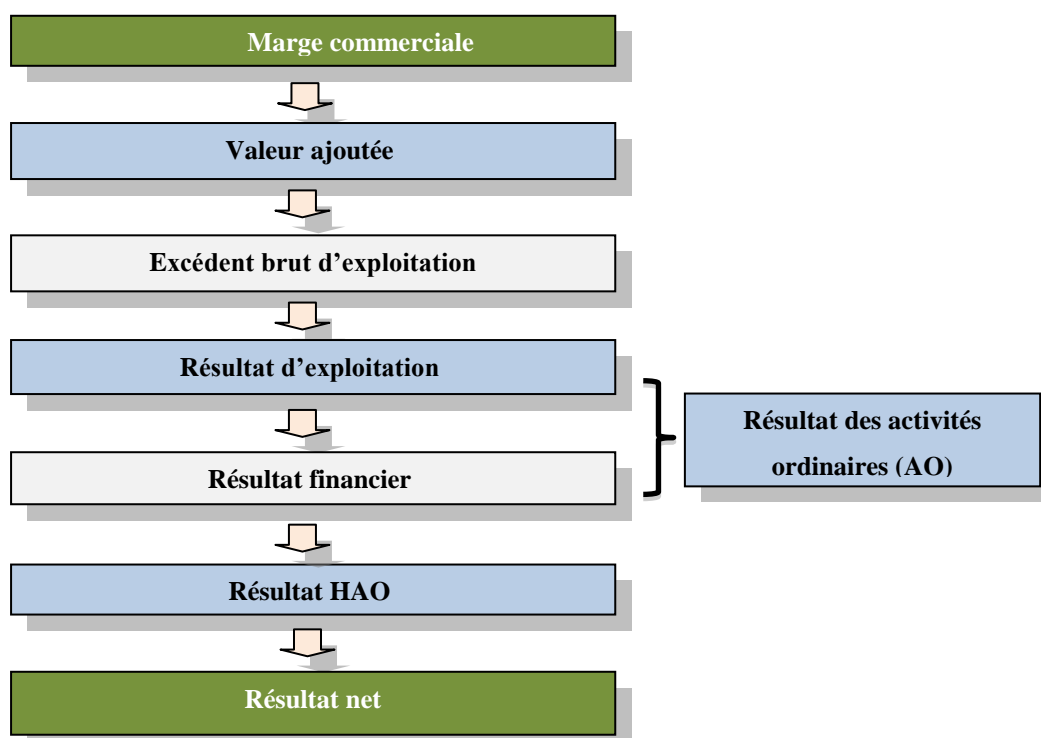 Marge commerciale
Valeur ajoutée
Excédent brut d’exploitation
Résultat d’exploitation
Résultat des activités
ordinaires (AO)
Résultat financier
Résultat HAO
Résultat net